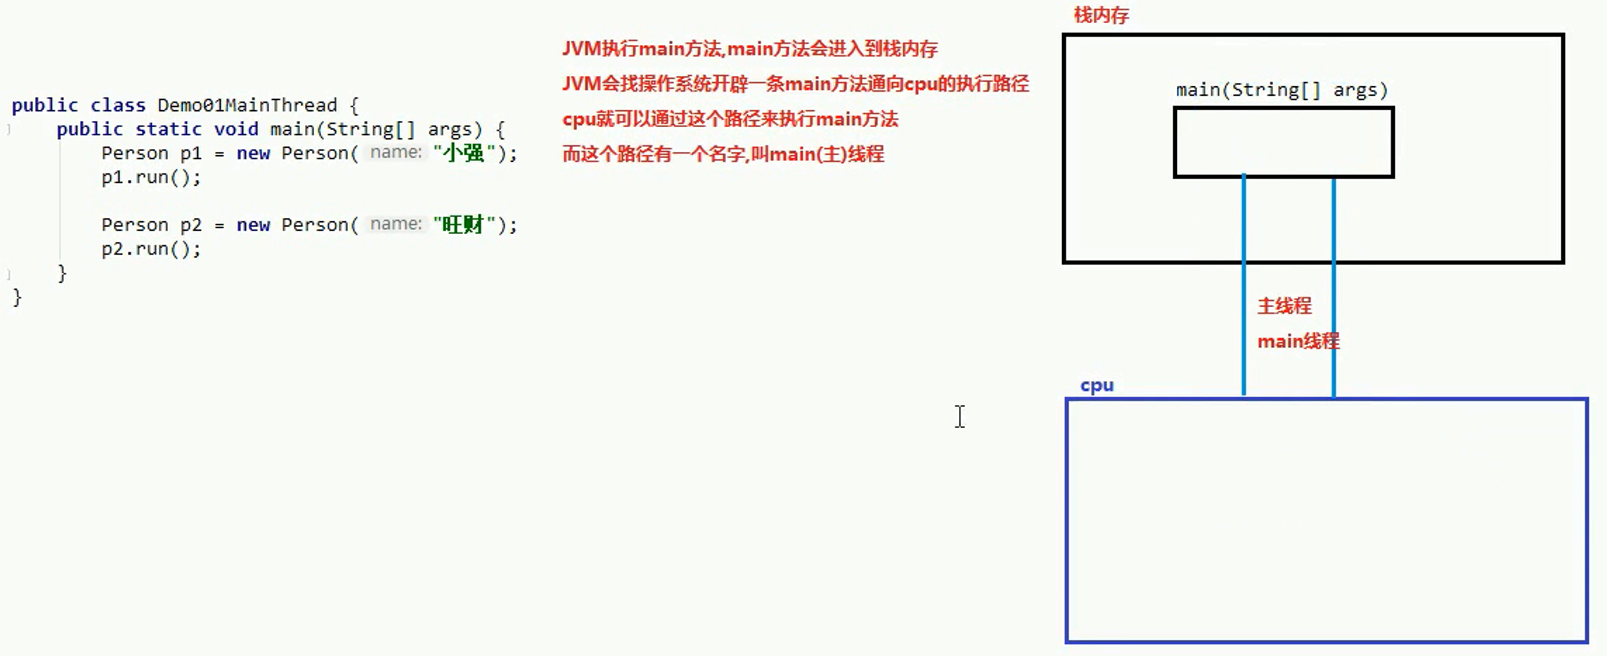 public class Demo01MainThread {
public static void main(String[] args) {
Person p1 = new Person( name: "小强");
p1.run();
Person p2 = new Person( name: "旺财");
p2.run();
}
}
JVM执行main方法,main方法会进入到栈内存
JVM会找操作系统开辟一条main方法通向cpu的执行路径
cpu就可以通过这个路径来执行main方法
而这个路径有一个名字,叫main(主)线程
栈内存
main(String[] args)
主线程
main线程
cpu